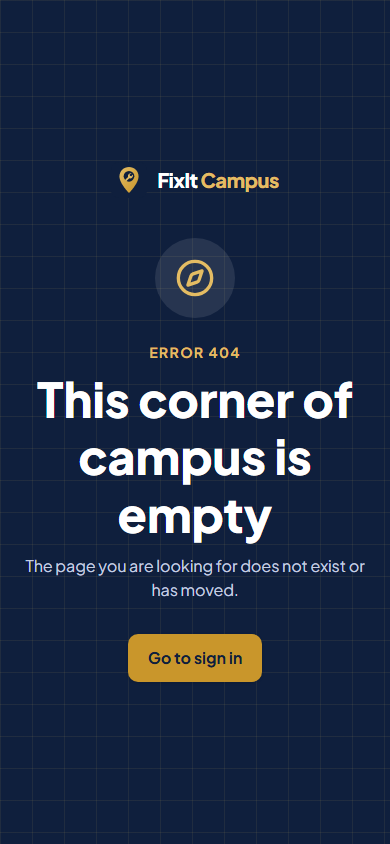 FixIt Campus
ERROR 404
This corner of
campus is
empty
The page you are looking for does not exist or
has moved.
Go to sign in